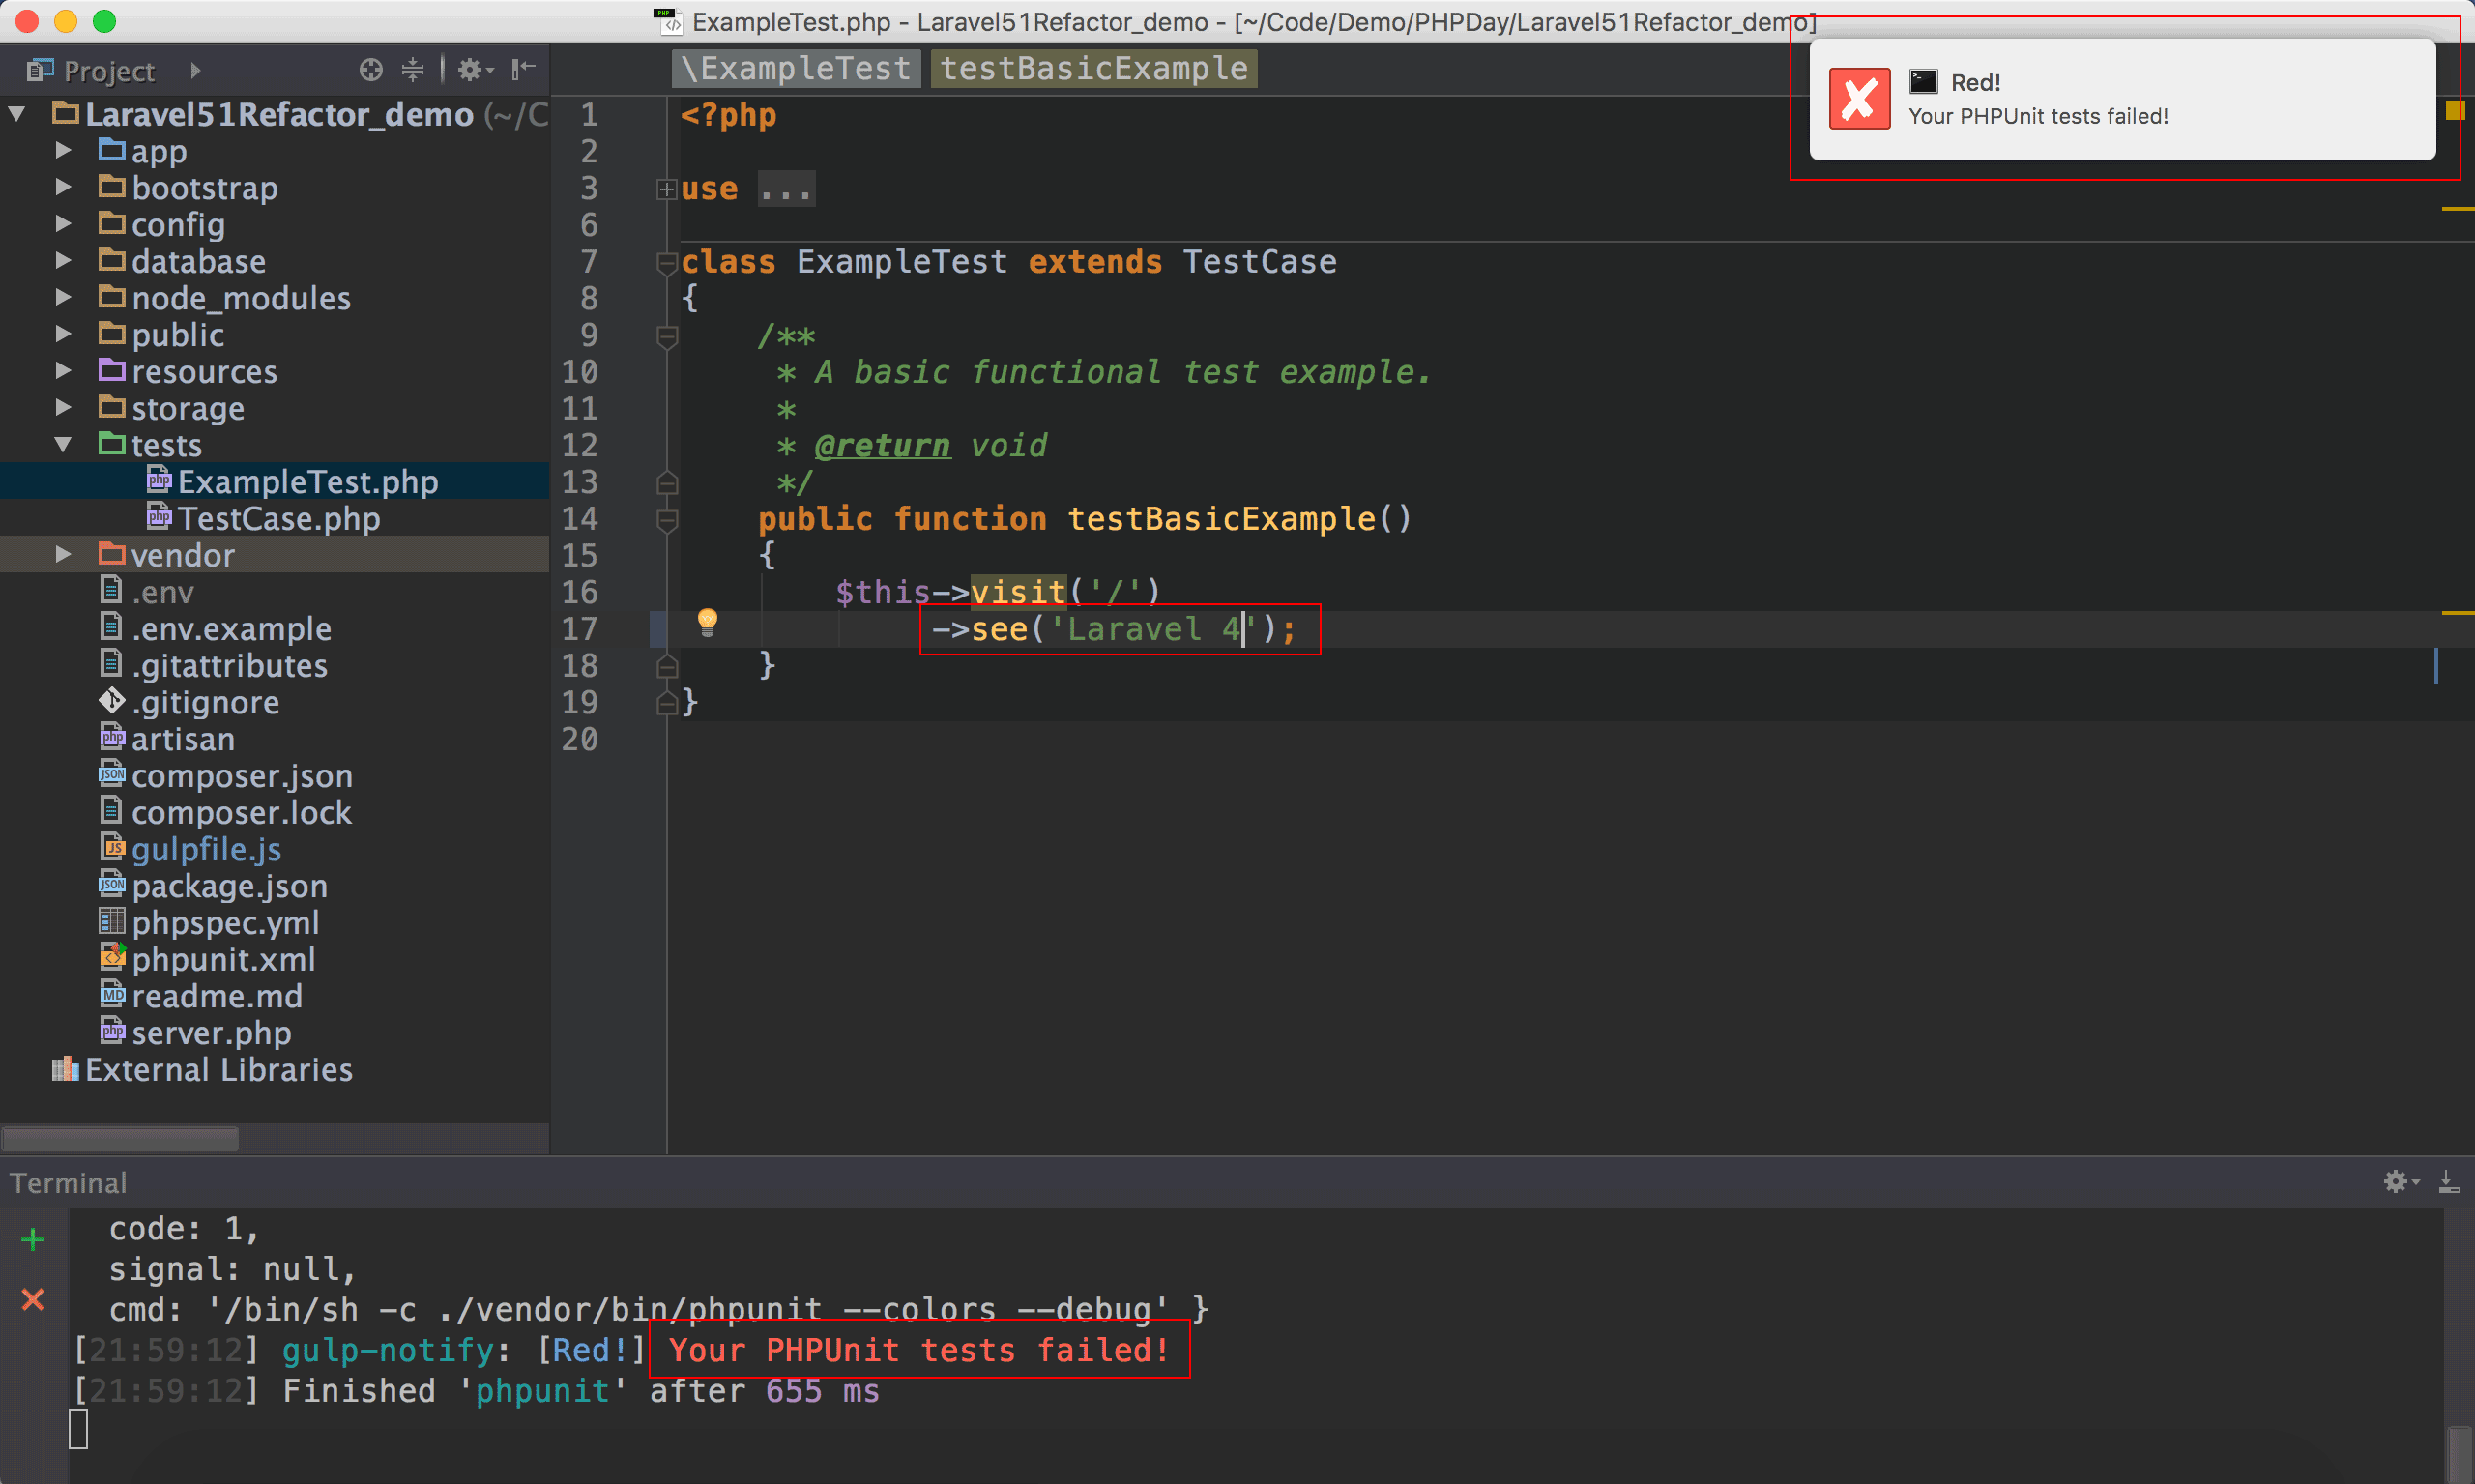 ExampleTest.php - Laravel51Refactor_demo - [~/Code/Demo/PHPDay/Laravel51Refactor_demo]
Red!
Your PHPUnit tests failed!
Project
Laravel51Refactor_demo (~/C
app
bootstrap
config
database
node_modules
public
resources
storage
tests
ExampleTest.php
TestCase.php
vendor
.env
.env.example
.gitattributes
.gitignore
artisan
composer.json
composer.lock
gulpfile.js
package.json
phpspec.yml
phpunit.xml
readme.md
server.php
External Libraries
\ExampleTest testBasicExample
1 <?php
2
3 use ...
6
7 class ExampleTest extends TestCase
8 {
9 /**
10 * A basic functional test example.
11 *
12 * @return void
13 */
14 public function testBasicExample()
15 {
16 $this->visit('/')
17 ->see('Laravel 4');
18 }
19 }
20
Terminal
code: 1,
signal: null,
cmd: '/bin/sh -c ./vendor/bin/phpunit --colors --debug' }
[21:59:12] gulp-notify: [Red!] Your PHPUnit tests failed!
[21:59:12] Finished 'phpunit' after 655 ms